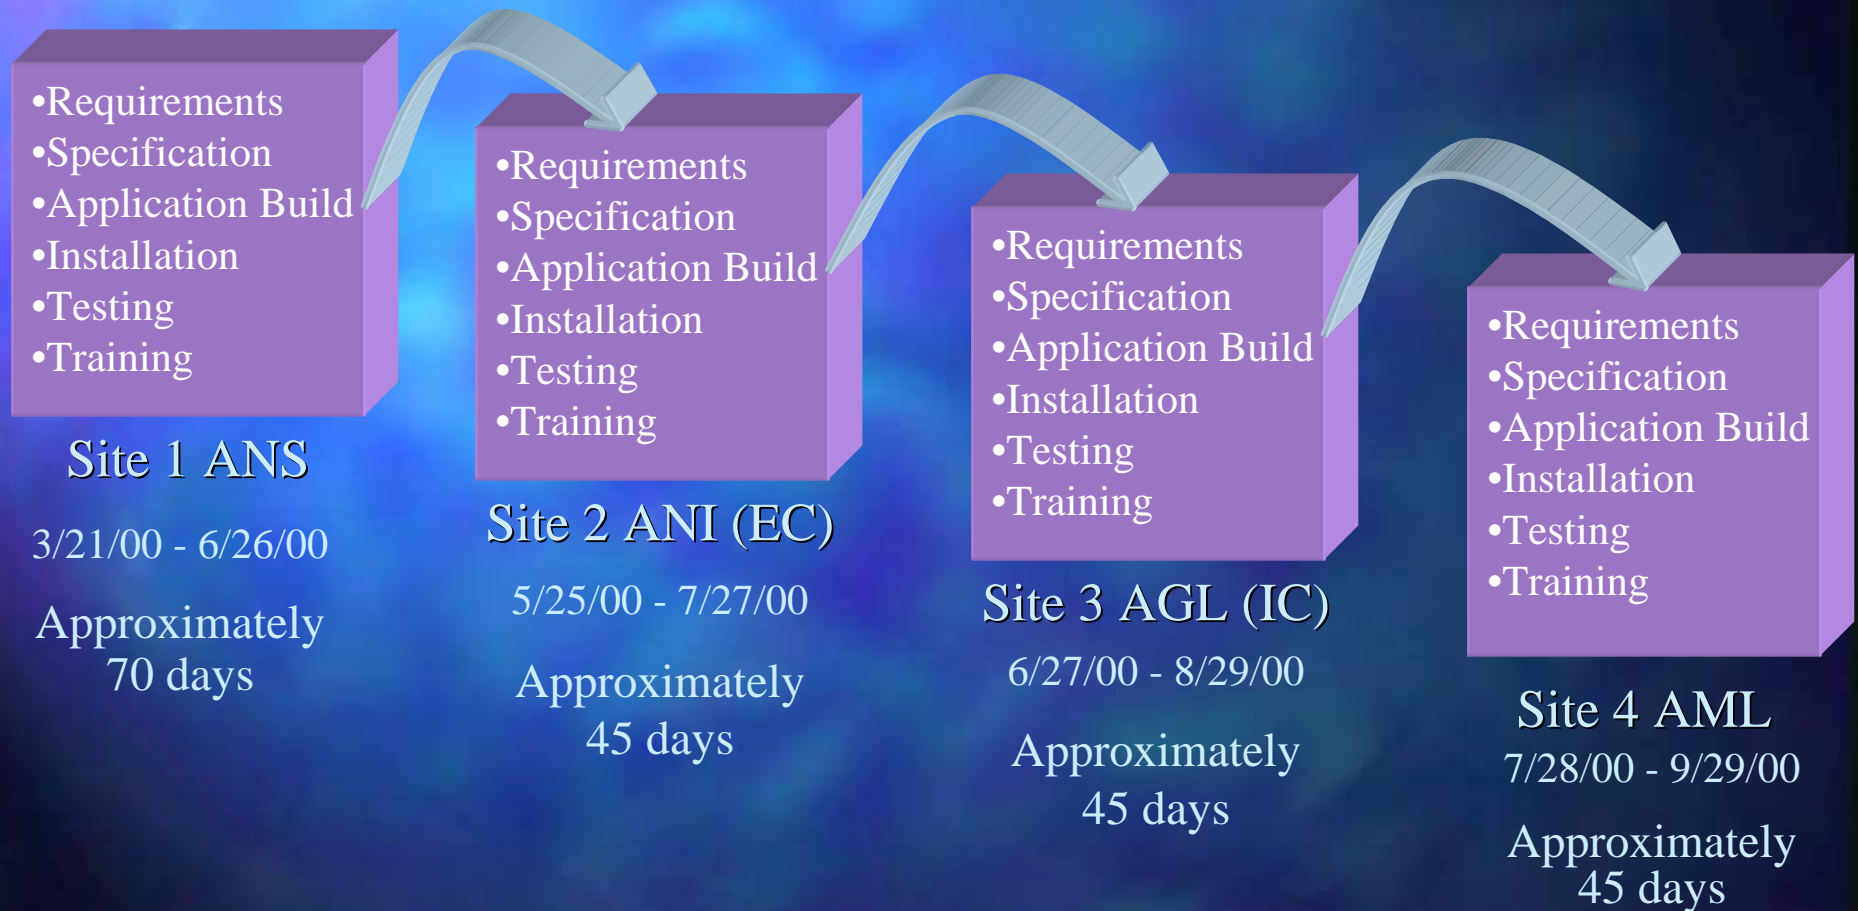 •Requirements
•Specification
•Application Build
•Installation
•Testing
•Training
Site 1 ANS
3/21/00 - 6/26/00
Approximately
70 days
•Requirements
•Specification
•Application Build
•Installation
•Testing
•Training
Site 2 ANI (EC)
5/25/00 - 7/27/00
Approximately
45 days
•Requirements
•Specification
•Application Build
•Installation
•Testing
•Training
Site 3 AGL (IC)
6/27/00 - 8/29/00
Approximately
45 days
•Requirements
•Specification
•Application Build
•Installation
•Testing
•Training
Site 4 AML
7/28/00 - 9/29/00
Approximately
45 days